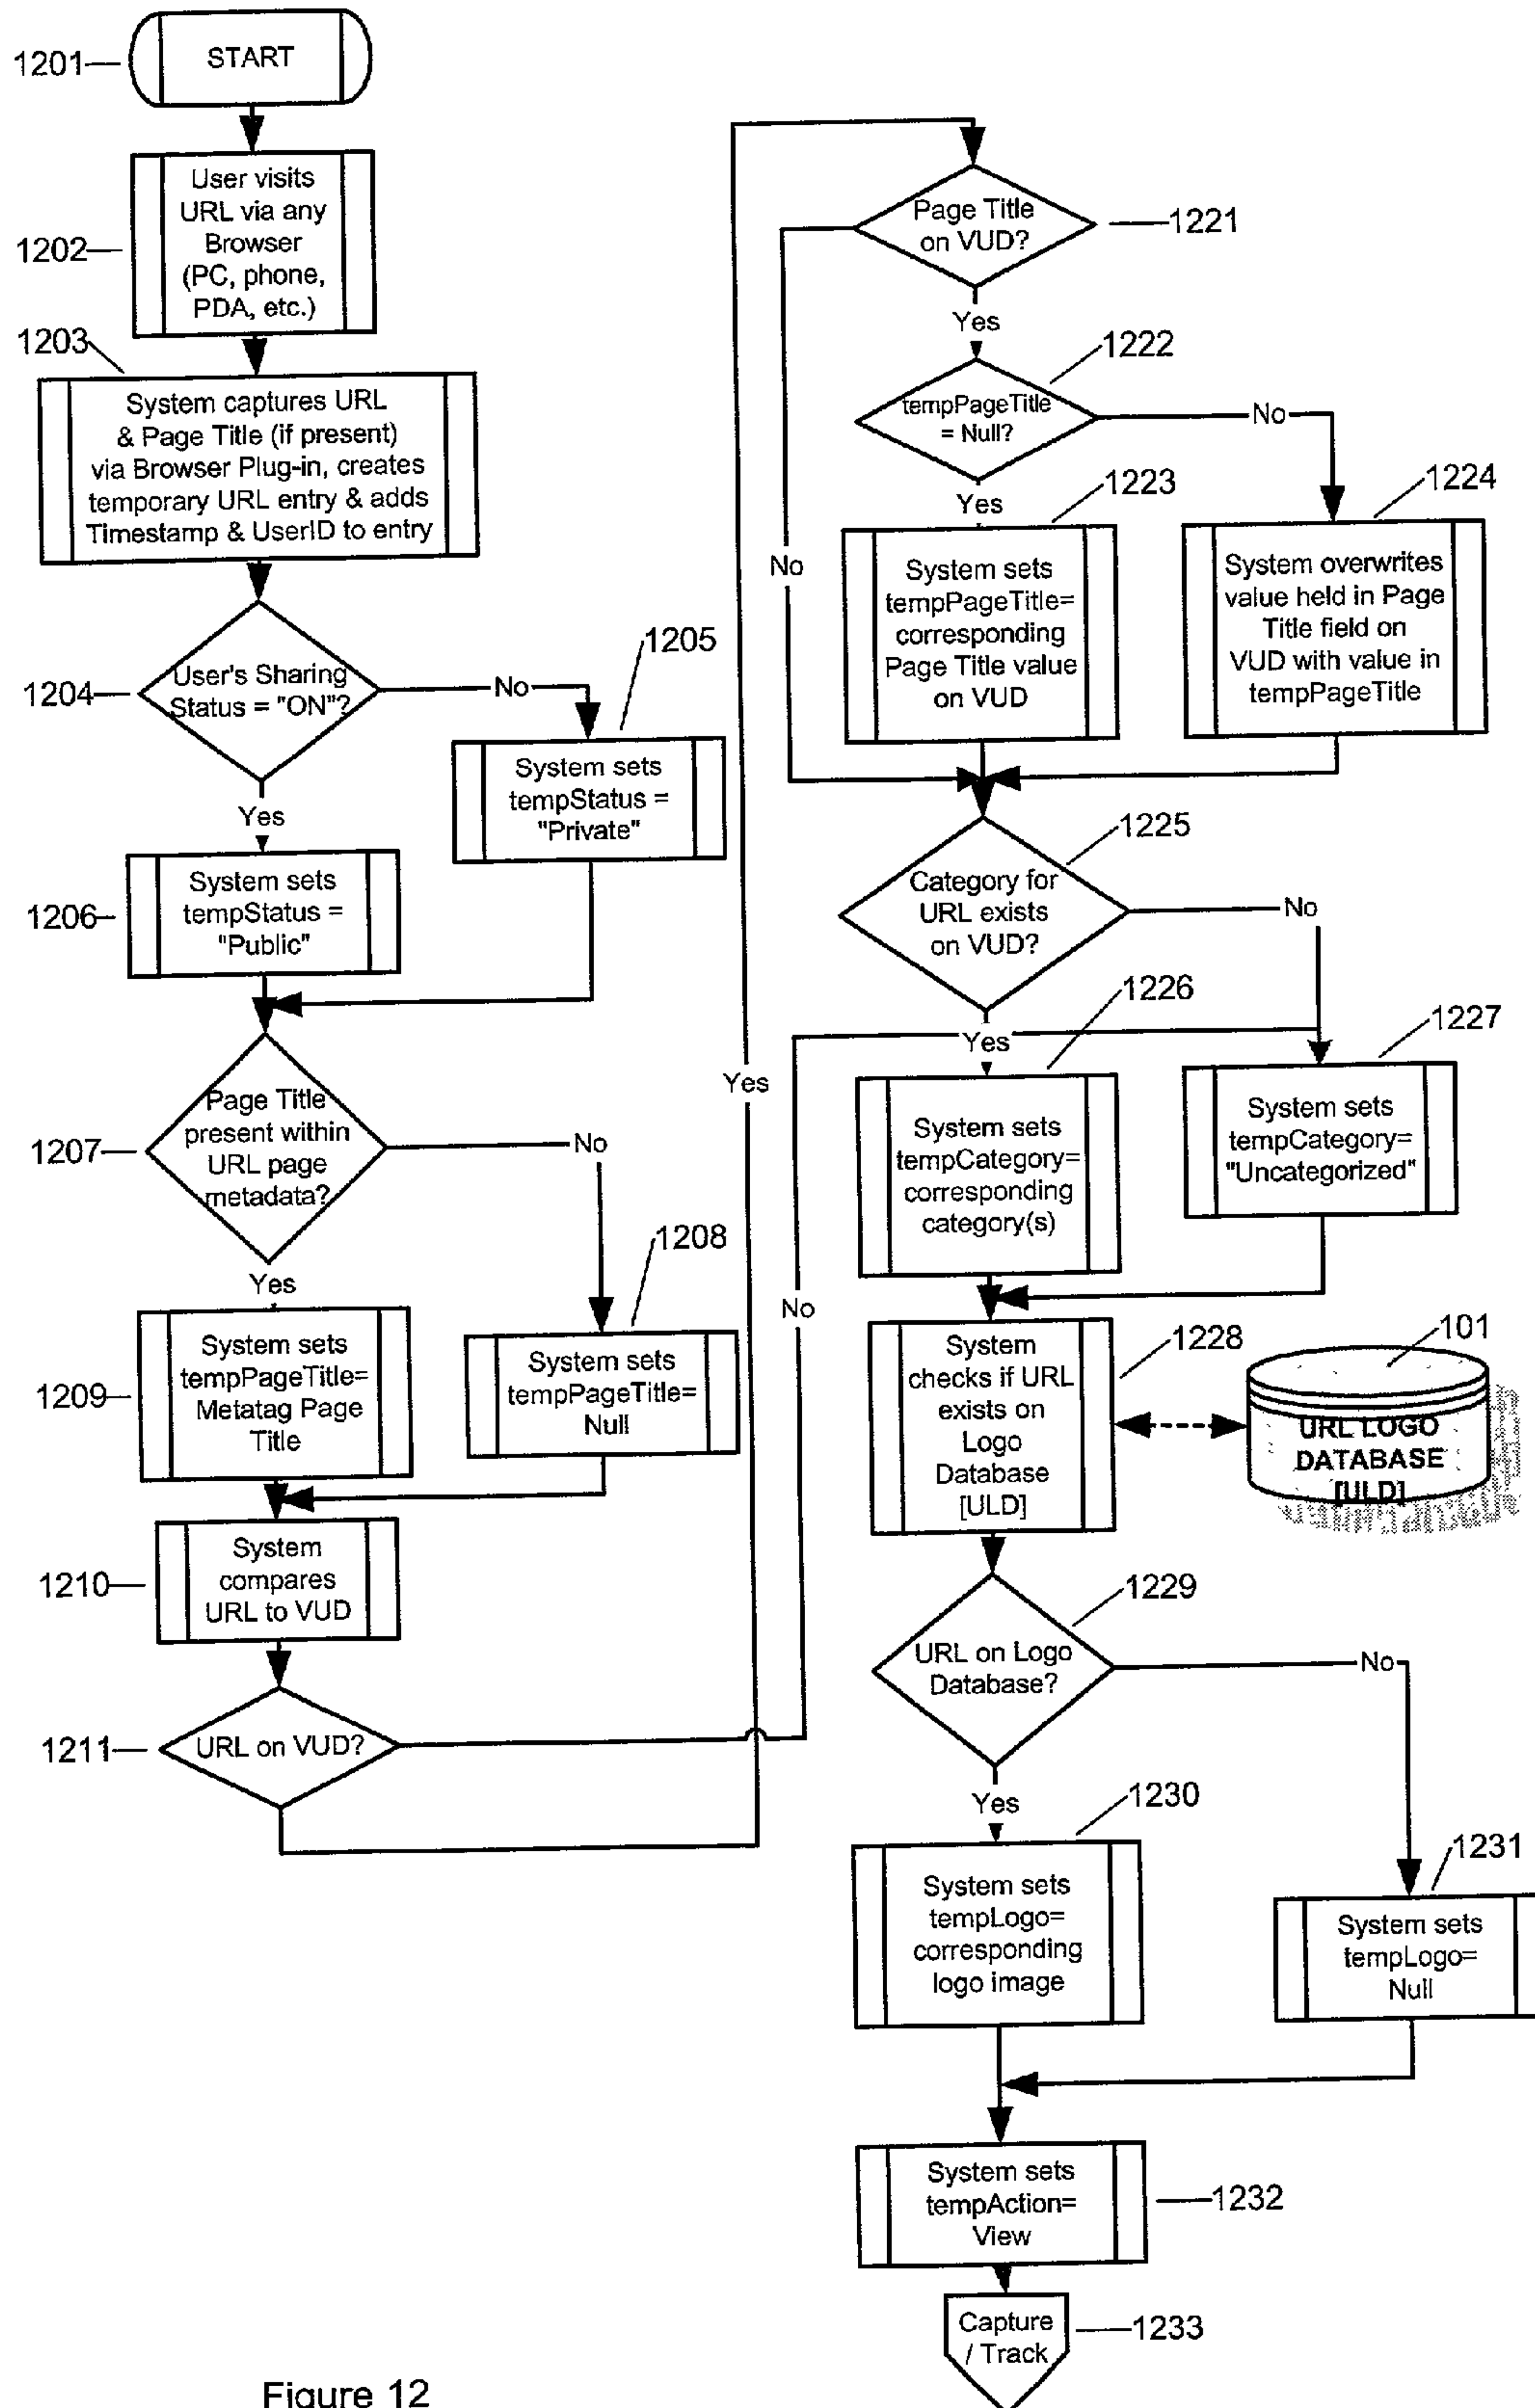 1201
START
1202
User visits
URL via any
Browser
(PC, phone,
PDA, etc.)
1203
System captures URL
& Page Title (if present)
via Browser Plug-in, creates
temporary URL entry & adds
Timestamp & UserID to entry
1204
User's Sharing
Status = "ON"?
No
1205
System sets
tempStatus =
"Private"
Yes
1206
System sets
tempStatus =
"Public"
1207
Page Title
present within
URL page
metadata?
No
1208
System sets
tempPageTitle=
Null
Yes
1209
System sets
tempPageTitle=
Metatag Page
Title
1210
System
compares
URL to VUD
1211
URL on VUD?
Yes
No
1221
Page Title
on VUD?
No
Yes
1222
tempPageTitle
= Null?
No
Yes
1223
System sets
tempPageTitle=
corresponding
Page Title value
on VUD
1224
System overwrites
value held in Page
Title field on
VUD with value in
tempPageTitle
1225
Category for
URL exists
on VUD?
No
Yes
1226
System sets
tempCategory=
corresponding
category(s)
1227
System sets
tempCategory=
"Uncategorized"
1228
System
checks if URL
exists on
Logo
Database
[ULD]
101
URL LOGO
DATABASE
[ULD]
1229
URL on Logo
Database?
No
Yes
1230
System sets
tempLogo=
corresponding
logo image
1231
System sets
tempLogo=
Null
1232
System sets
tempAction=
View
1233
Capture
/ Track
Figure 12